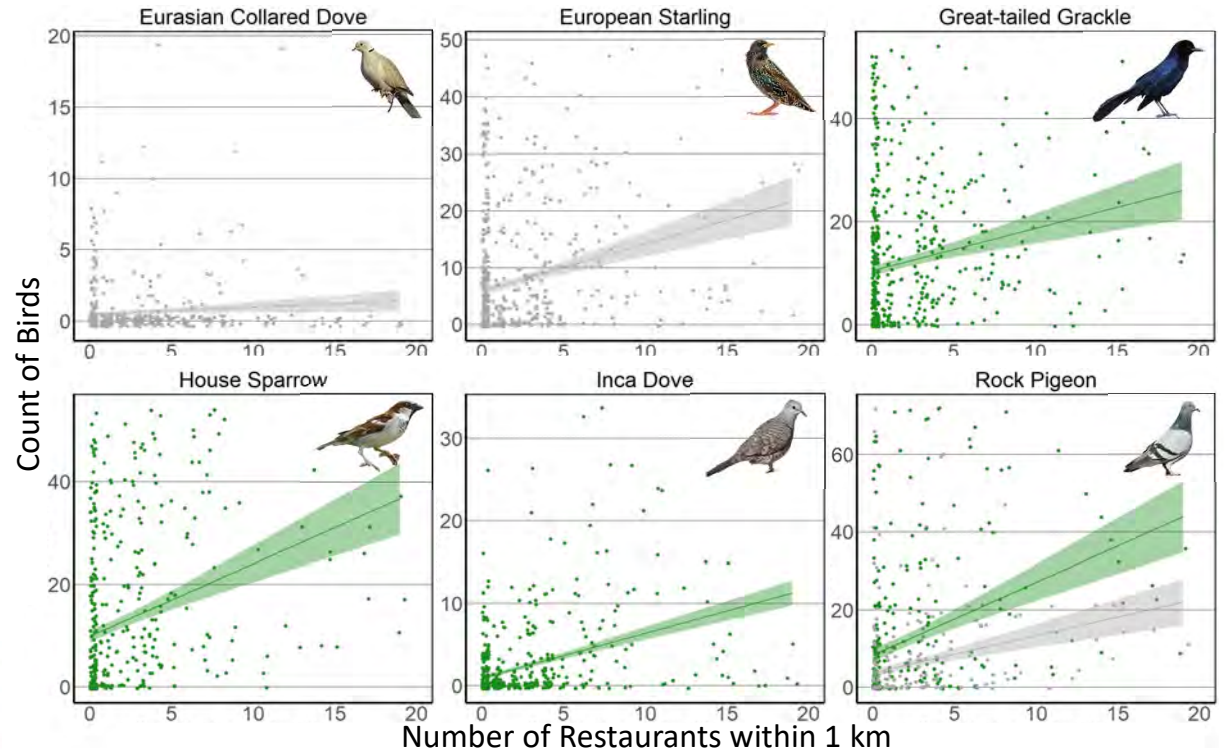 Eurasian Collared Dove
European Starling
Great-tailed Grackle
20
15
10
5
0
0 5 10 15 20
50
40
30
20
10
0
0 5 10 15 20
40
20
0
0 5 10 15 20
Count of Birds
House Sparrow
Inca Dove
Rock Pigeon
40
20
0
0 5 10 15 20
30
20
10
0
0 5 10 15 20
60
40
20
0
0 5 10 15 20
Number of Restaurants within 1 km